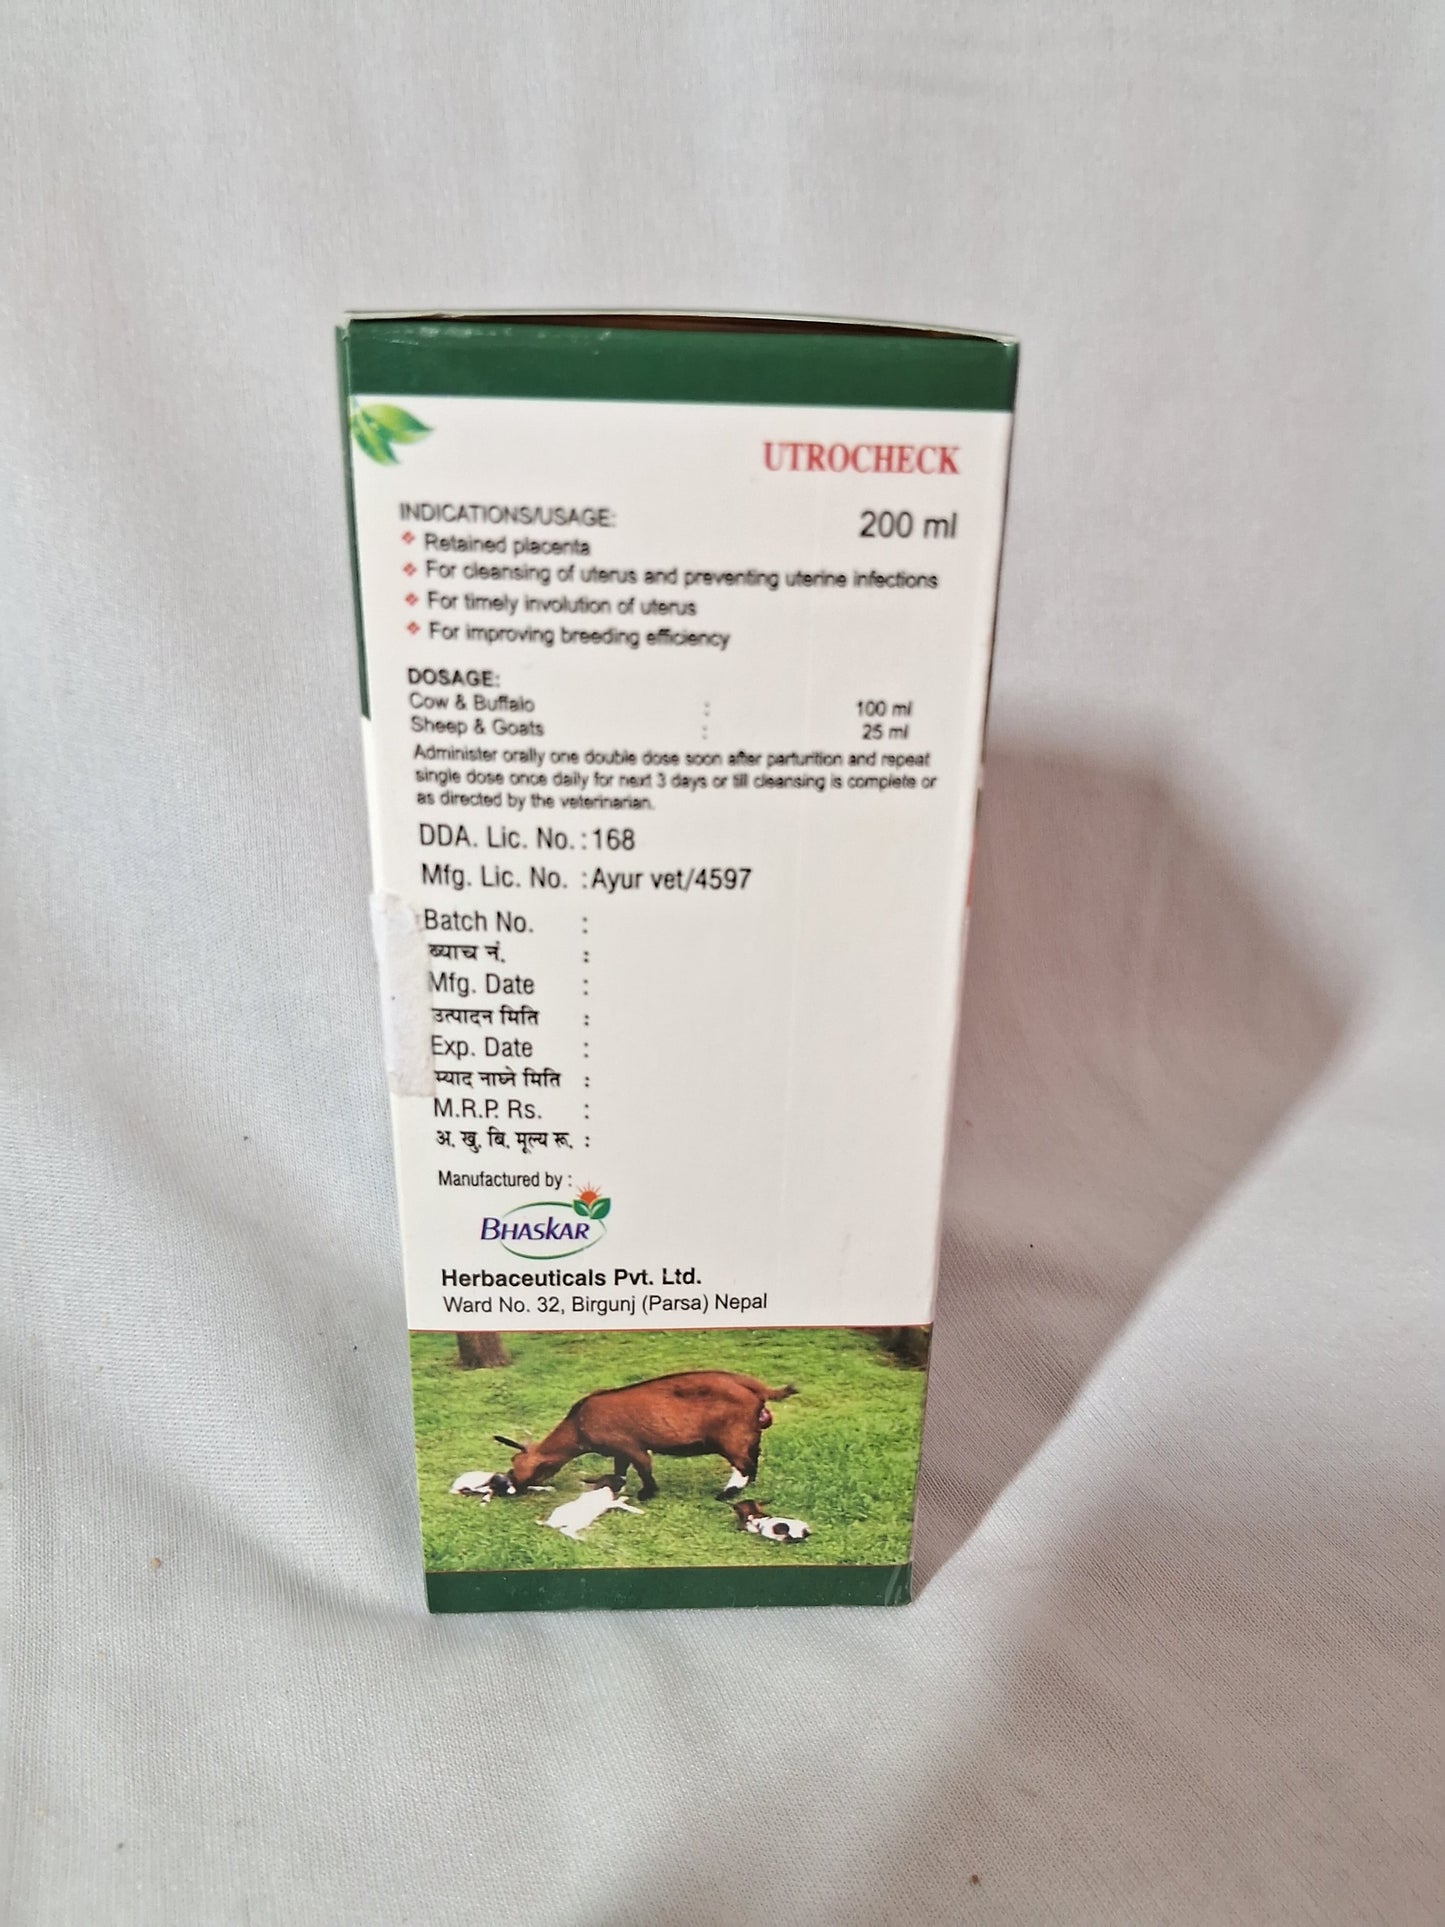 UTROCHECK
200 ml
INDICATIONS/USAGE:
Retained placenta
For cleansing of uterus and preventing uterine infections
For timely involution of uterus
For improving breeding efficiency
DOSAGE:
Cow & Buffalo : 100 ml
Sheep & Goats : 25 ml
Administer orally one double dose soon after parturition and repeat
single dose once daily for next 3 days or till cleansing is complete or
as directed by the veterinarian.
DDA. Lic. No. : 168
Mfg. Lic. No. : Ayur vet/4597
Batch No. :
ब्याच नं. :
Mfg. Date :
उत्पादन मिति :
Exp. Date :
म्याद नाघ्ने मिति :
M.R.P. Rs. :
अ. खु. बि. मूल्य रू. :
Manufactured by :
BHASKAR
Herbaceuticals Pvt. Ltd.
Ward No. 32, Birgunj (Parsa) Nepal